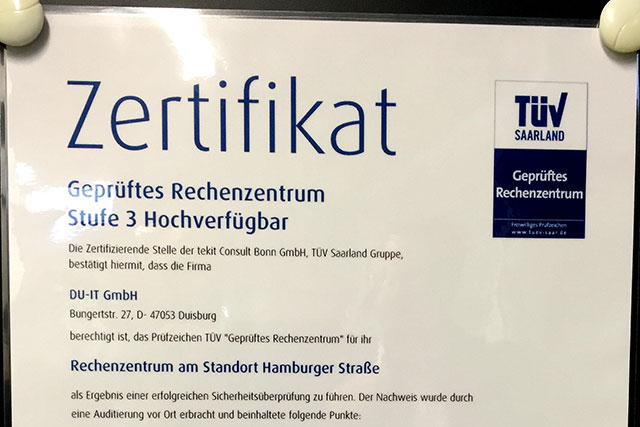 Zertifikat
TÜV
SAARLAND
Geprüftes
Rechenzentrum
Freiwilliges Prüfzeichen
www.tuev-saar.de
Geprüftes Rechenzentrum
Stufe 3 Hochverfügbar
Die Zertifizierende Stelle der tekit Consult Bonn GmbH, TÜV Saarland Gruppe,
bestätigt hiermit, dass die Firma
DU-IT GmbH
Bungertstr. 27, D- 47053 Duisburg
berechtigt ist, das Prüfzeichen TÜV "Geprüftes Rechenzentrum" für ihr
Rechenzentrum am Standort Hamburger Straße
als Ergebnis einer erfolgreichen Sicherheitsüberprüfung zu führen. Der Nachweis wurde durch
eine Auditierung vor Ort erbracht und beinhaltete folgende Punkte: